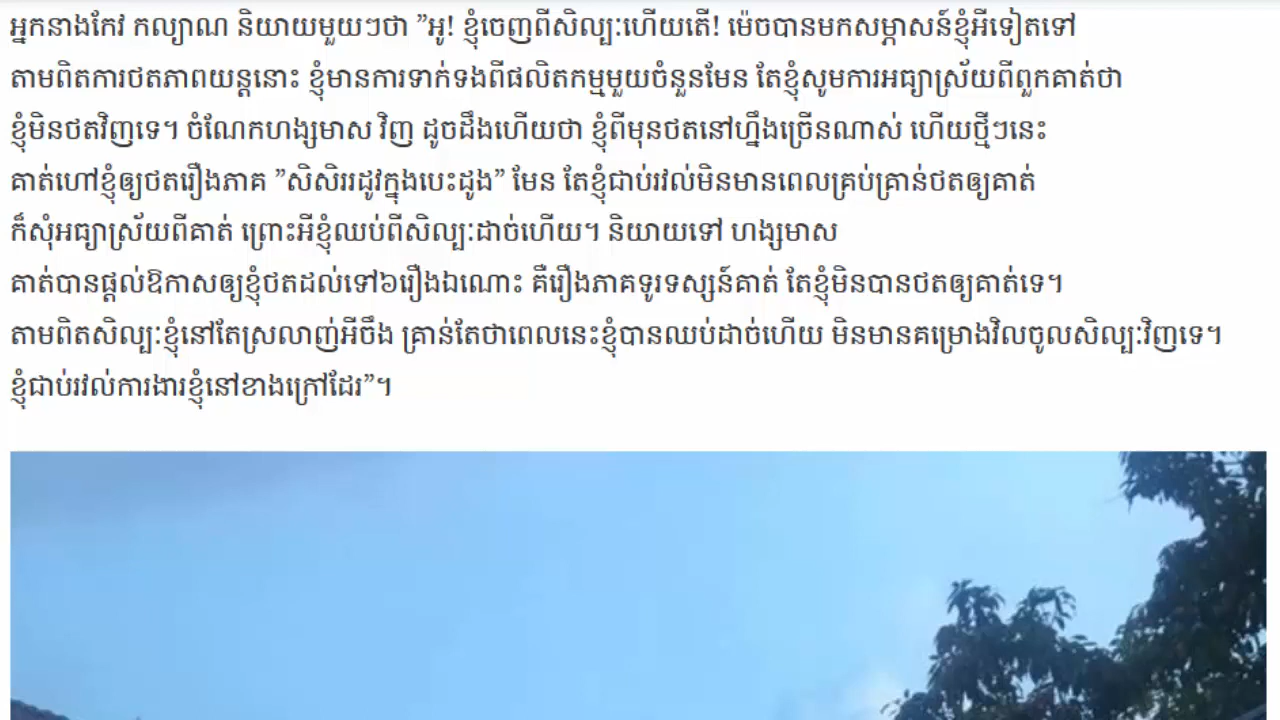 អ្នកនាងកែវ កល្យាណ និយាយមួយៗថា ”អូ! ខ្ញុំចេញពីសិល្បៈហើយតើ! ម៉េចបានមកសម្ភាសន៍ខ្ញុំអីទៀតទៅ
តាមពិតការថតភាពយន្តនោះ ខ្ញុំមានការទាក់ទងពីផលិតកម្មមួយចំនួនមែន តែខ្ញុំសូមការអធ្យាស្រ័យពីពួកគាត់ថា
ខ្ញុំមិនថតវិញទេ។ ចំណែកហង្សមាស វិញ ដូចដឹងហើយថា ខ្ញុំពីមុនថតនៅហ្នឹងច្រើនណាស់ ហើយថ្មីៗនេះ
គាត់ហៅខ្ញុំឲ្យថតរឿងភាគ ”សិសិររដូវក្នុងបេះដូង” មែន តែខ្ញុំជាប់រវល់មិនមានពេលគ្រប់គ្រាន់ថតឲ្យគាត់
ក៏សុំអធ្យាស្រ័យពីគាត់ ព្រោះអីខ្ញុំឈប់ពីសិល្បៈដាច់ហើយ។ និយាយទៅ ហង្សមាស
គាត់បានផ្ដល់ឱកាសឲ្យខ្ញុំថតដល់ទៅ៦រឿងឯណោះ គឺរឿងភាគទូរទស្សន៍គាត់ តែខ្ញុំមិនបានថតឲ្យគាត់ទេ។
តាមពិតសិល្បៈខ្ញុំនៅតែស្រលាញ់អីចឹង គ្រាន់តែថាពេលនេះខ្ញុំបានឈប់ដាច់ហើយ មិនមានគម្រោងវិលចូលសិល្បៈវិញទេ។
ខ្ញុំជាប់រវល់ការងារខ្ញុំនៅខាងក្រៅដែរ”។